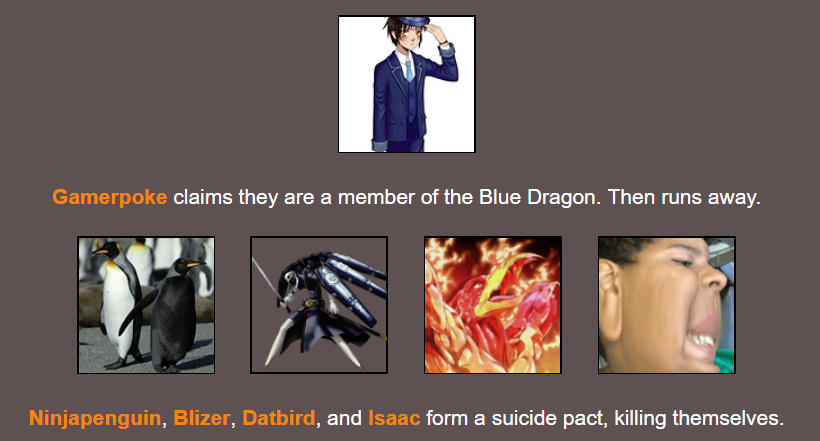 Gamerpoke claims they are a member of the Blue Dragon. Then runs away.
Ninjapenguin, Blizer, Datbird, and Isaac form a suicide pact, killing themselves.